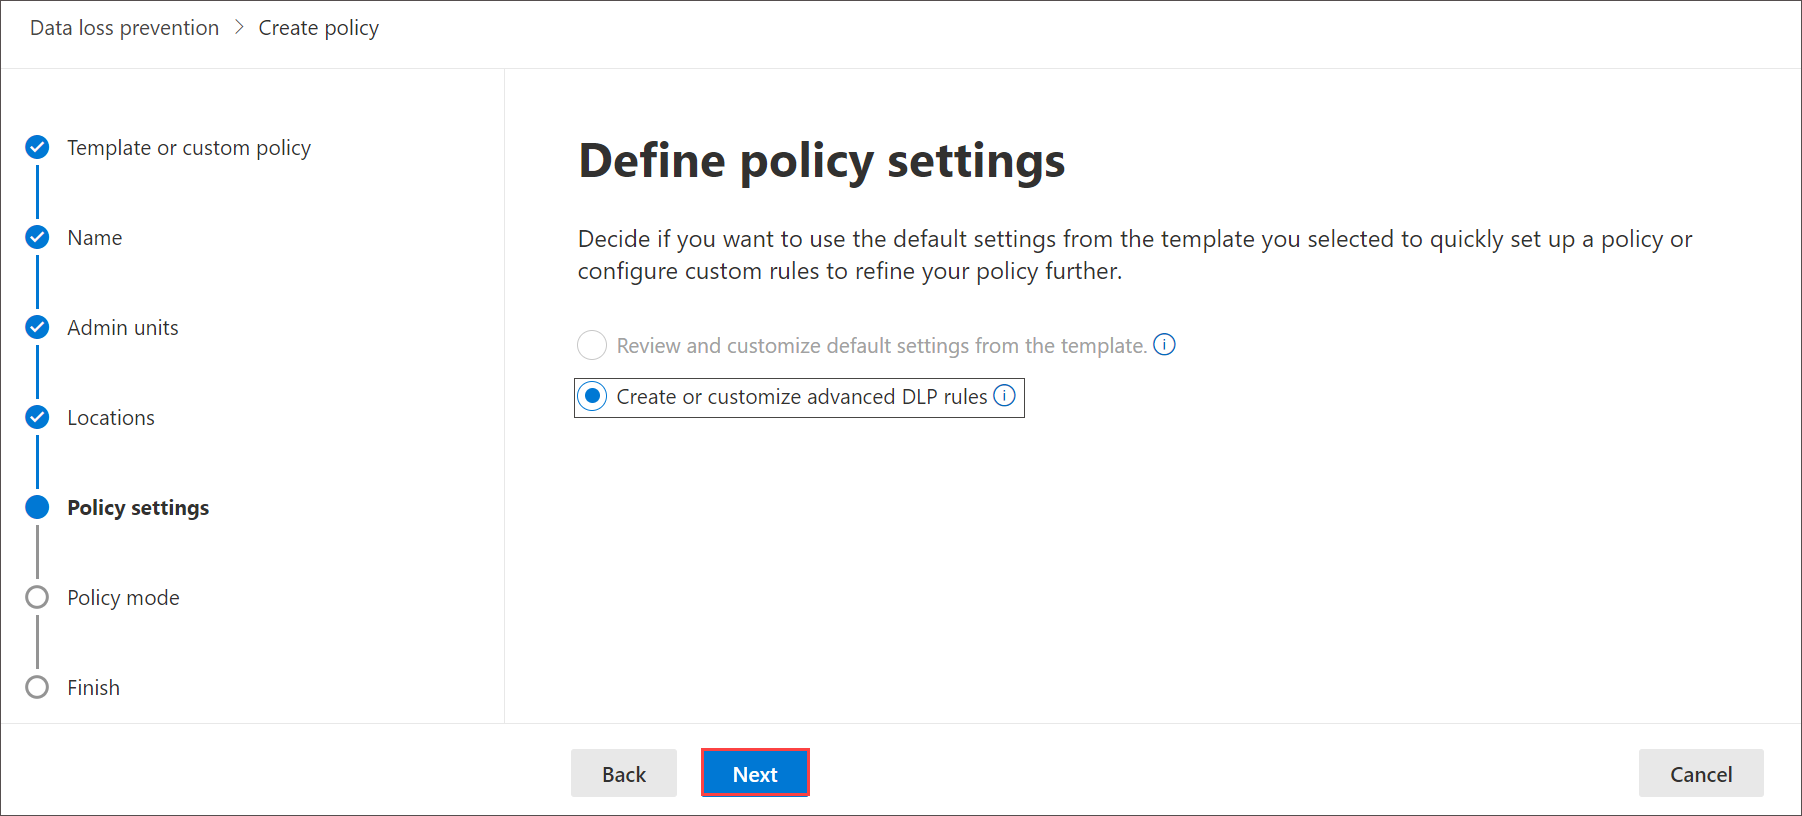 Data loss prevention > Create policy
Template or custom policy
Name
Admin units
Locations
Policy settings
Policy mode
Finish
Define policy settings
Decide if you want to use the default settings from the template you selected to quickly set up a policy or
configure custom rules to refine your policy further.
Review and customize default settings from the template.
Create or customize advanced DLP rules
Back
Next
Cancel